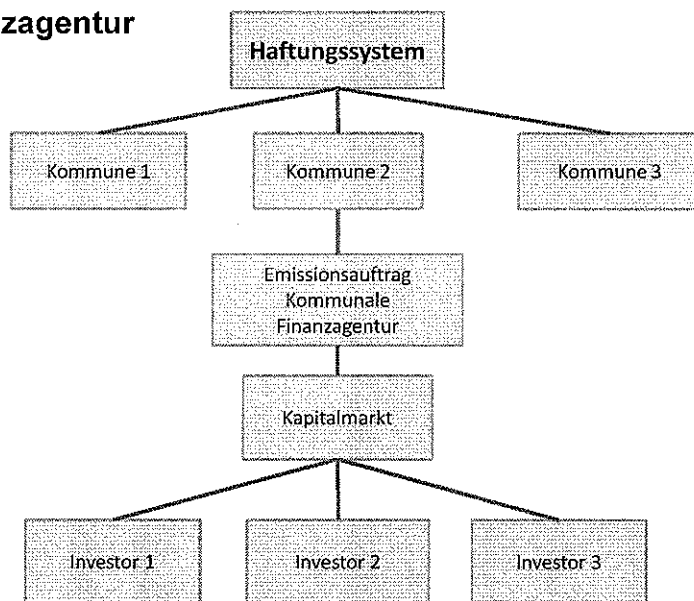 zagentur
Haftungssystem
Kommune 1
Kommune 2
Kommune 3
Emissionsauftrag
Kommunale
Finanzagentur
Kapitalmarkt
Investor 1
Investor 2
Investor 3